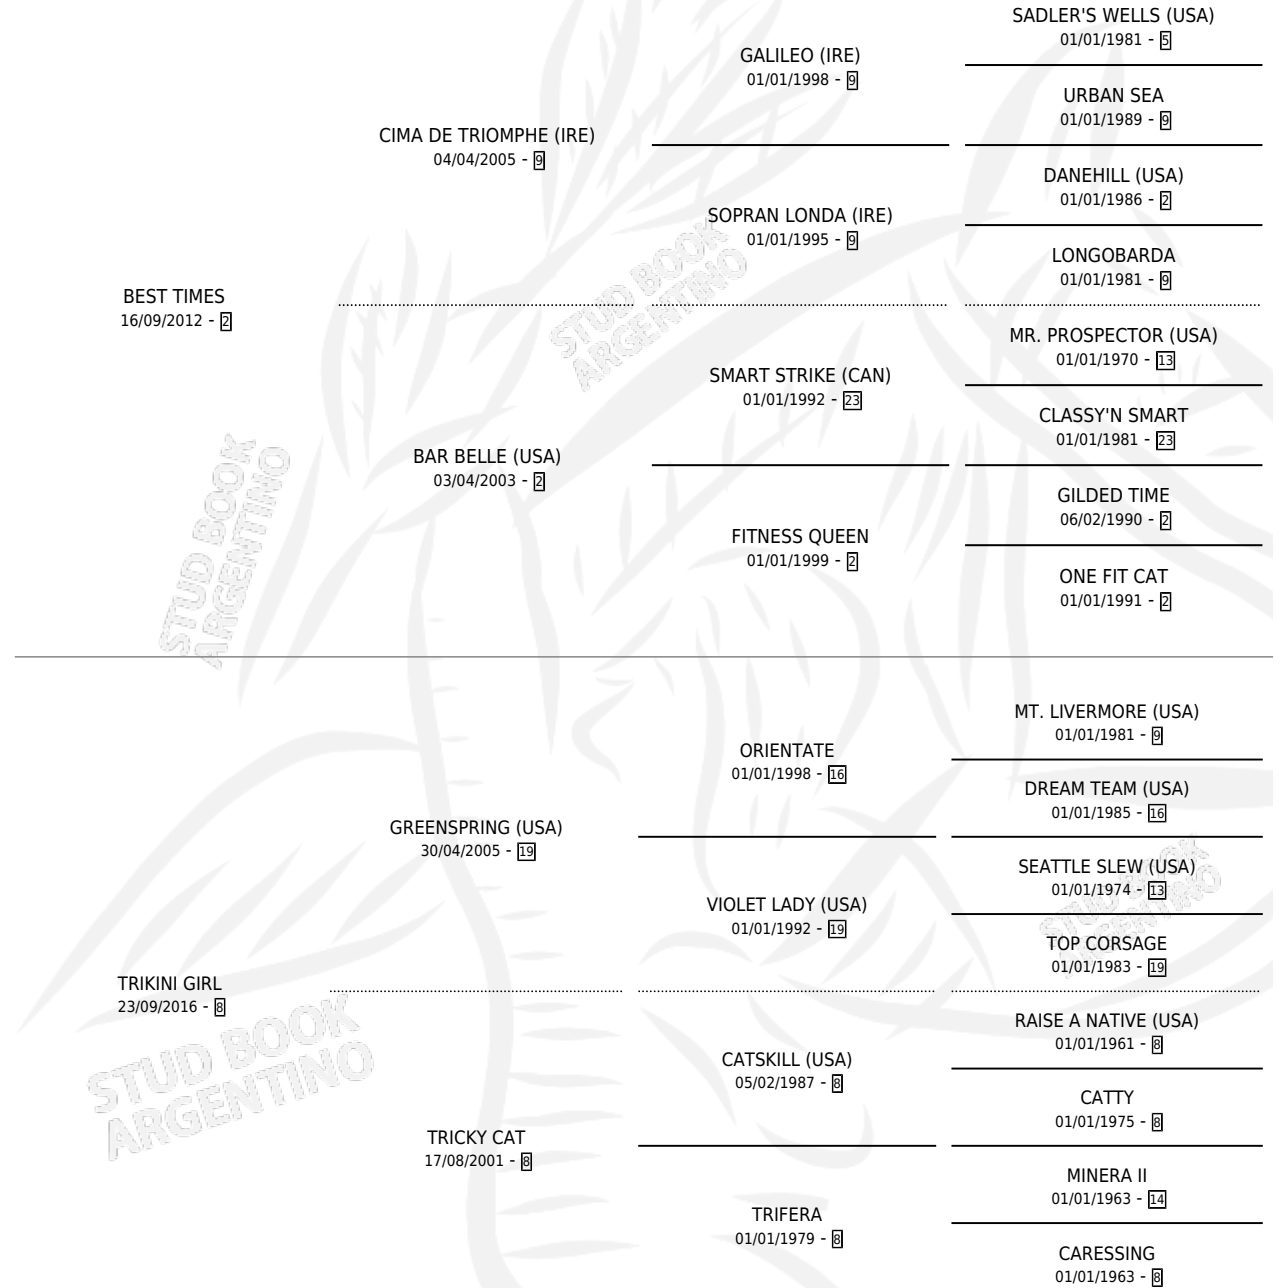 SADLER'S WELLS (USA)
01/01/1981 - 5
GALILEO (IRE)
01/01/1998 - 9
URBAN SEA
01/01/1989 - 9
CIMA DE TRIOMPHE (IRE)
04/04/2005 - 9
DANEHILL (USA)
01/01/1986 - 2
SOPRAN LONDA (IRE)
01/01/1995 - 9
LONGOBARDA
01/01/1981 - 9
BEST TIMES
16/09/2012 - 2
MR. PROSPECTOR (USA)
01/01/1970 - 13
SMART STRIKE (CAN)
01/01/1992 - 23
CLASSY'N SMART
01/01/1981 - 23
BAR BELLE (USA)
03/04/2003 - 2
GILDED TIME
06/02/1990 - 2
FITNESS QUEEN
01/01/1999 - 2
ONE FIT CAT
01/01/1991 - 2
MT. LIVERMORE (USA)
01/01/1981 - 9
ORIENTATE
01/01/1998 - 16
DREAM TEAM (USA)
01/01/1985 - 16
GREENSPRING (USA)
30/04/2005 - 19
SEATTLE SLEW (USA)
01/01/1974 - 13
VIOLET LADY (USA)
01/01/1992 - 19
TOP CORSAGE
01/01/1983 - 19
TRIKINI GIRL
23/09/2016 - 8
RAISE A NATIVE (USA)
01/01/1961 - 8
CATSKILL (USA)
05/02/1987 - 8
CATTY
01/01/1975 - 8
TRICKY CAT
17/08/2001 - 8
MINERA II
01/01/1963 - 14
TRIFERA
01/01/1979 - 8
CARESSING
01/01/1963 - 8
STUD BOOK
ARGENTINO
STUD BOOK
ARGENTINO
STUD BOOK
ARGENTINO
STUD BOOK
ARGENTINO